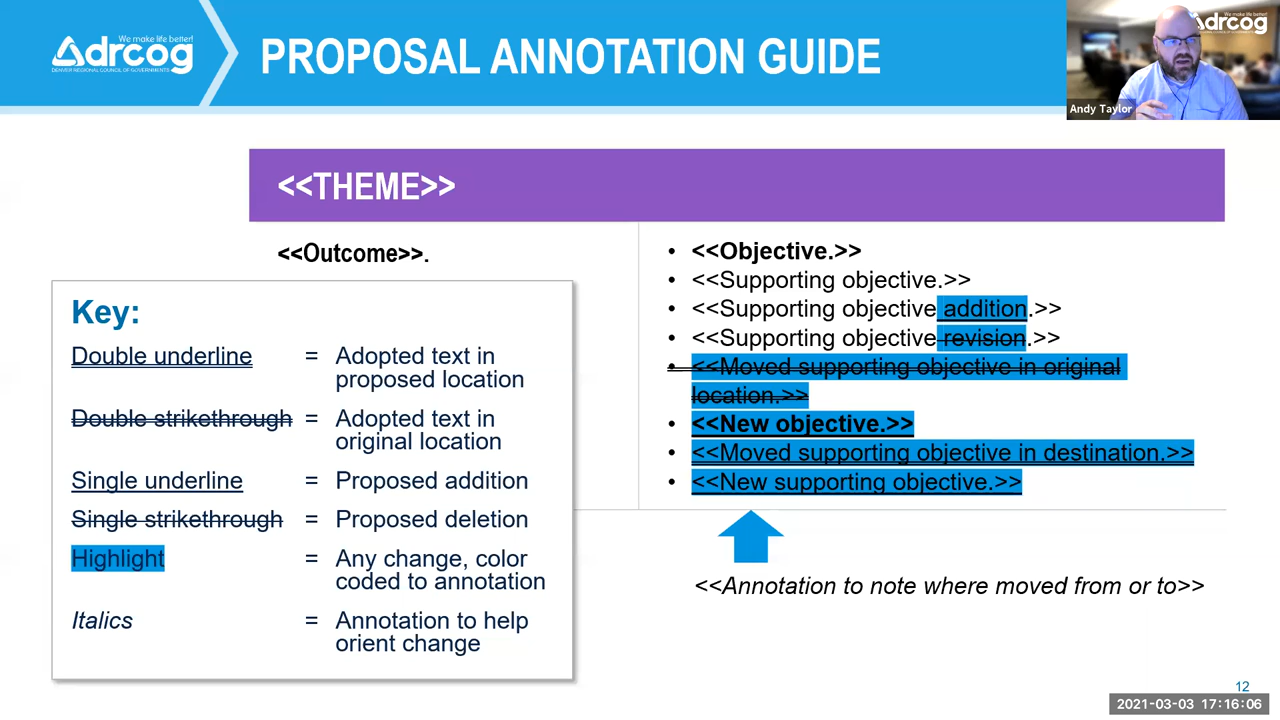 We make life better!
drcog
DENVER REGIONAL COUNCIL OF GOVERNMENTS
PROPOSAL ANNOTATION GUIDE
We make life better!
drcog
Andy Taylor
<<THEME>>
<<Outcome>>.
• <<Objective.>>
• <<Supporting objective.>>
• <<Supporting objective addition.>>
• <<Supporting objective revision.>>
• <<Moved supporting objective in original
location.>>
• <<New objective.>>
• <<Moved supporting objective in destination.>>
• <<New supporting objective.>>
<<Annotation to note where moved from or to>>
Key:
Double underline = Adopted text in
proposed location
Double strikethrough = Adopted text in
original location
Single underline = Proposed addition
Single strikethrough = Proposed deletion
Highlight = Any change, color
coded to annotation
Italics = Annotation to help
orient change
12
2021-03-03 17:16:06